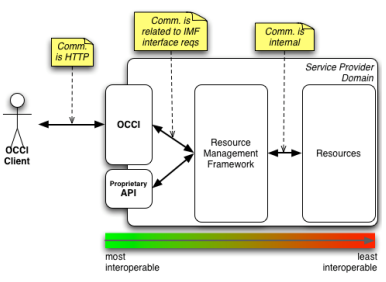 Comm.
is HTTP
Comm. is
related to IMF
interface reqs
Comm. is
internal
Service Provider
Domain
OCCI
Client
OCCI
Proprietary
API
Resource
Management
Framework
Resources
most
interoperable
least
interoperable